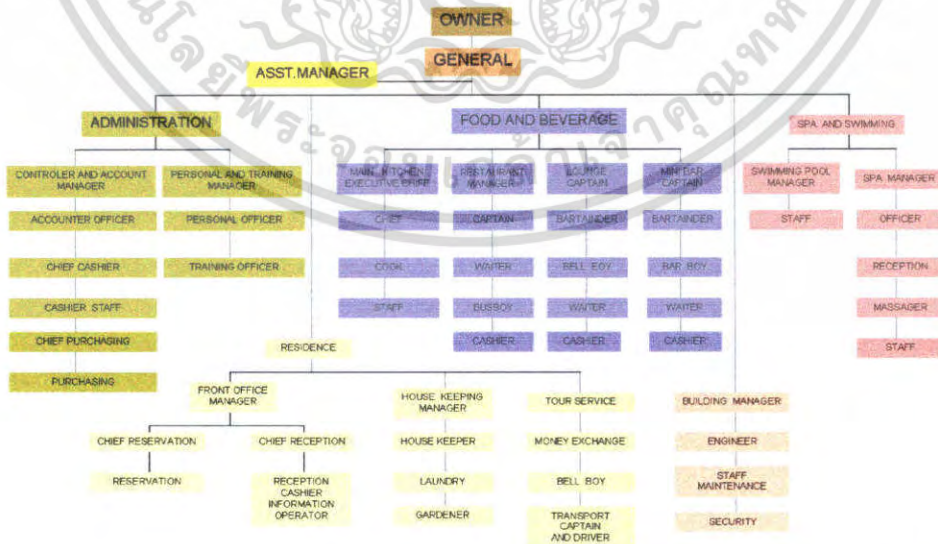 OWNER
GENERAL
ASST.MANAGER
ADMINISTRATION
FOOD AND BEVERAGE
SPA AND SWIMMING
CONTROLER AND ACCOUNT
MANAGER
PERSONAL AND TRAINING
MANAGER
MAIN KITCHEN
EXECUTIVE CHIEF
RESTAURANT
MANAGER
LOUNGE
CAPTAIN
MINI BAR
CAPTAIN
SWIMMING POOL
MANAGER
SPA MANAGER
ACCOUNTER OFFICER
PERSONAL OFFICER
CHIEF
CAPTAIN
BARTAINDER
BARTAINDER
STAFF
OFFICER
CHIEF CASHIER
TRAINING OFFICER
COOK
WAITER
BELL BOY
BAR BOY
RECEPTION
CASHIER STAFF
STAFF
BUSBOY
WAITER
WAITER
MASSAGER
CHIEF PURCHASING
CASHIER
CASHIER
CASHIER
STAFF
PURCHASING
RESIDENCE
FRONT OFFICE
MANAGER
HOUSE KEEPING
MANAGER
TOUR SERVICE
BUILDING MANAGER
CHIEF RESERVATION
CHIEF RECEPTION
HOUSE KEEPER
MONEY EXCHANGE
ENGINEER
RESERVATION
RECEPTION
CASHIER
INFORMATION
OPERATOR
LAUNDRY
BELL BOY
STAFF
MAINTENANCE
GARDENER
TRANSPORT
CAPTAIN
AND DRIVER
SECURITY